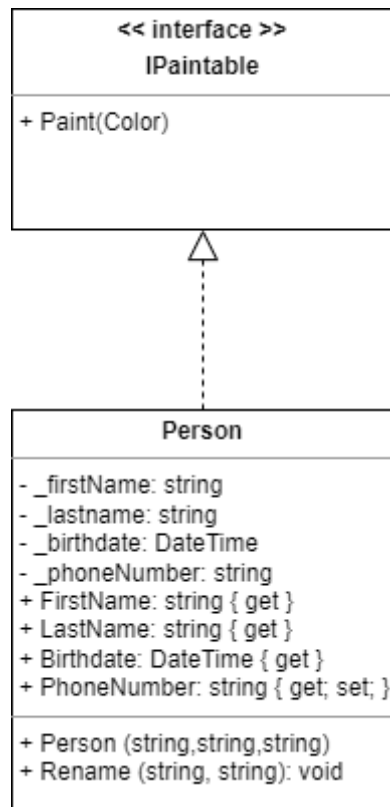 << interface >>
IPaintable
+ Paint(Color)
Person
- _firstName: string
- _lastname: string
- _birthdate: DateTime
- _phoneNumber: string
+ FirstName: string { get }
+ LastName: string { get }
+ Birthdate: DateTime { get }
+ PhoneNumber: string { get; set; }
+ Person (string,string,string)
+ Rename (string, string): void